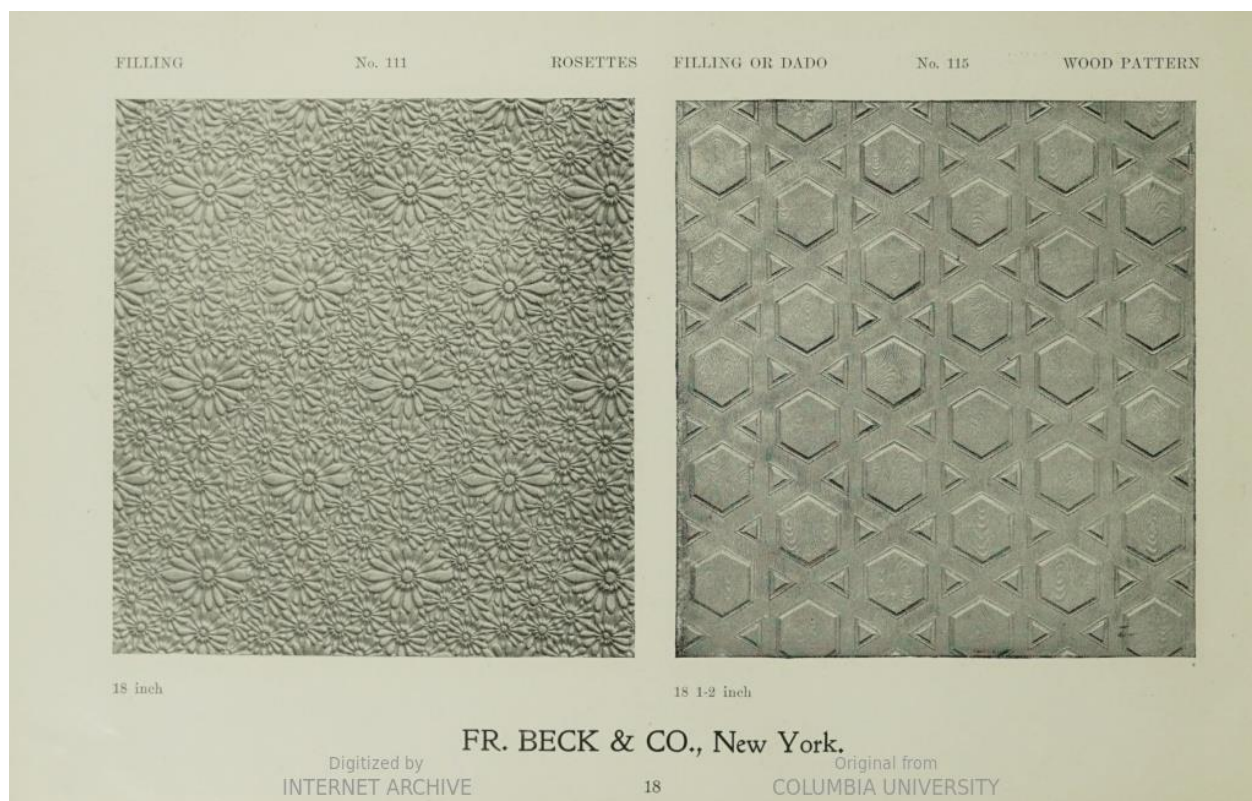 FILLING No. 111 ROSETTES
FILLING OR DADO No. 115 WOOD PATTERN
18 inch
18 1-2 inch
FR. BECK & CO., New York.
Digitized by
INTERNET ARCHIVE
18
Original from
COLUMBIA UNIVERSITY